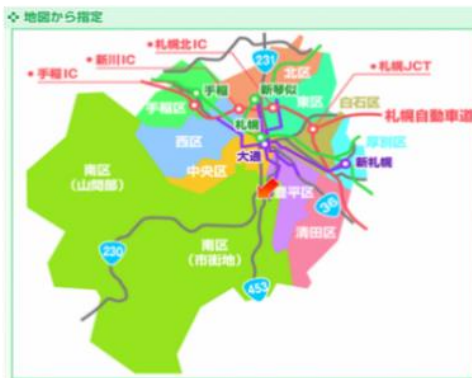 地図から指定
札幌北IC
新川IC
手稲IC
231
北区
札幌JCT
手稲
新琴似
東区
手稲区
白石区
札幌
札幌自動車道
西区
厚別区
大通
新札幌
中央区
南区
(山間部)
豊平区
36
清田区
南区
(市街地)
230
453